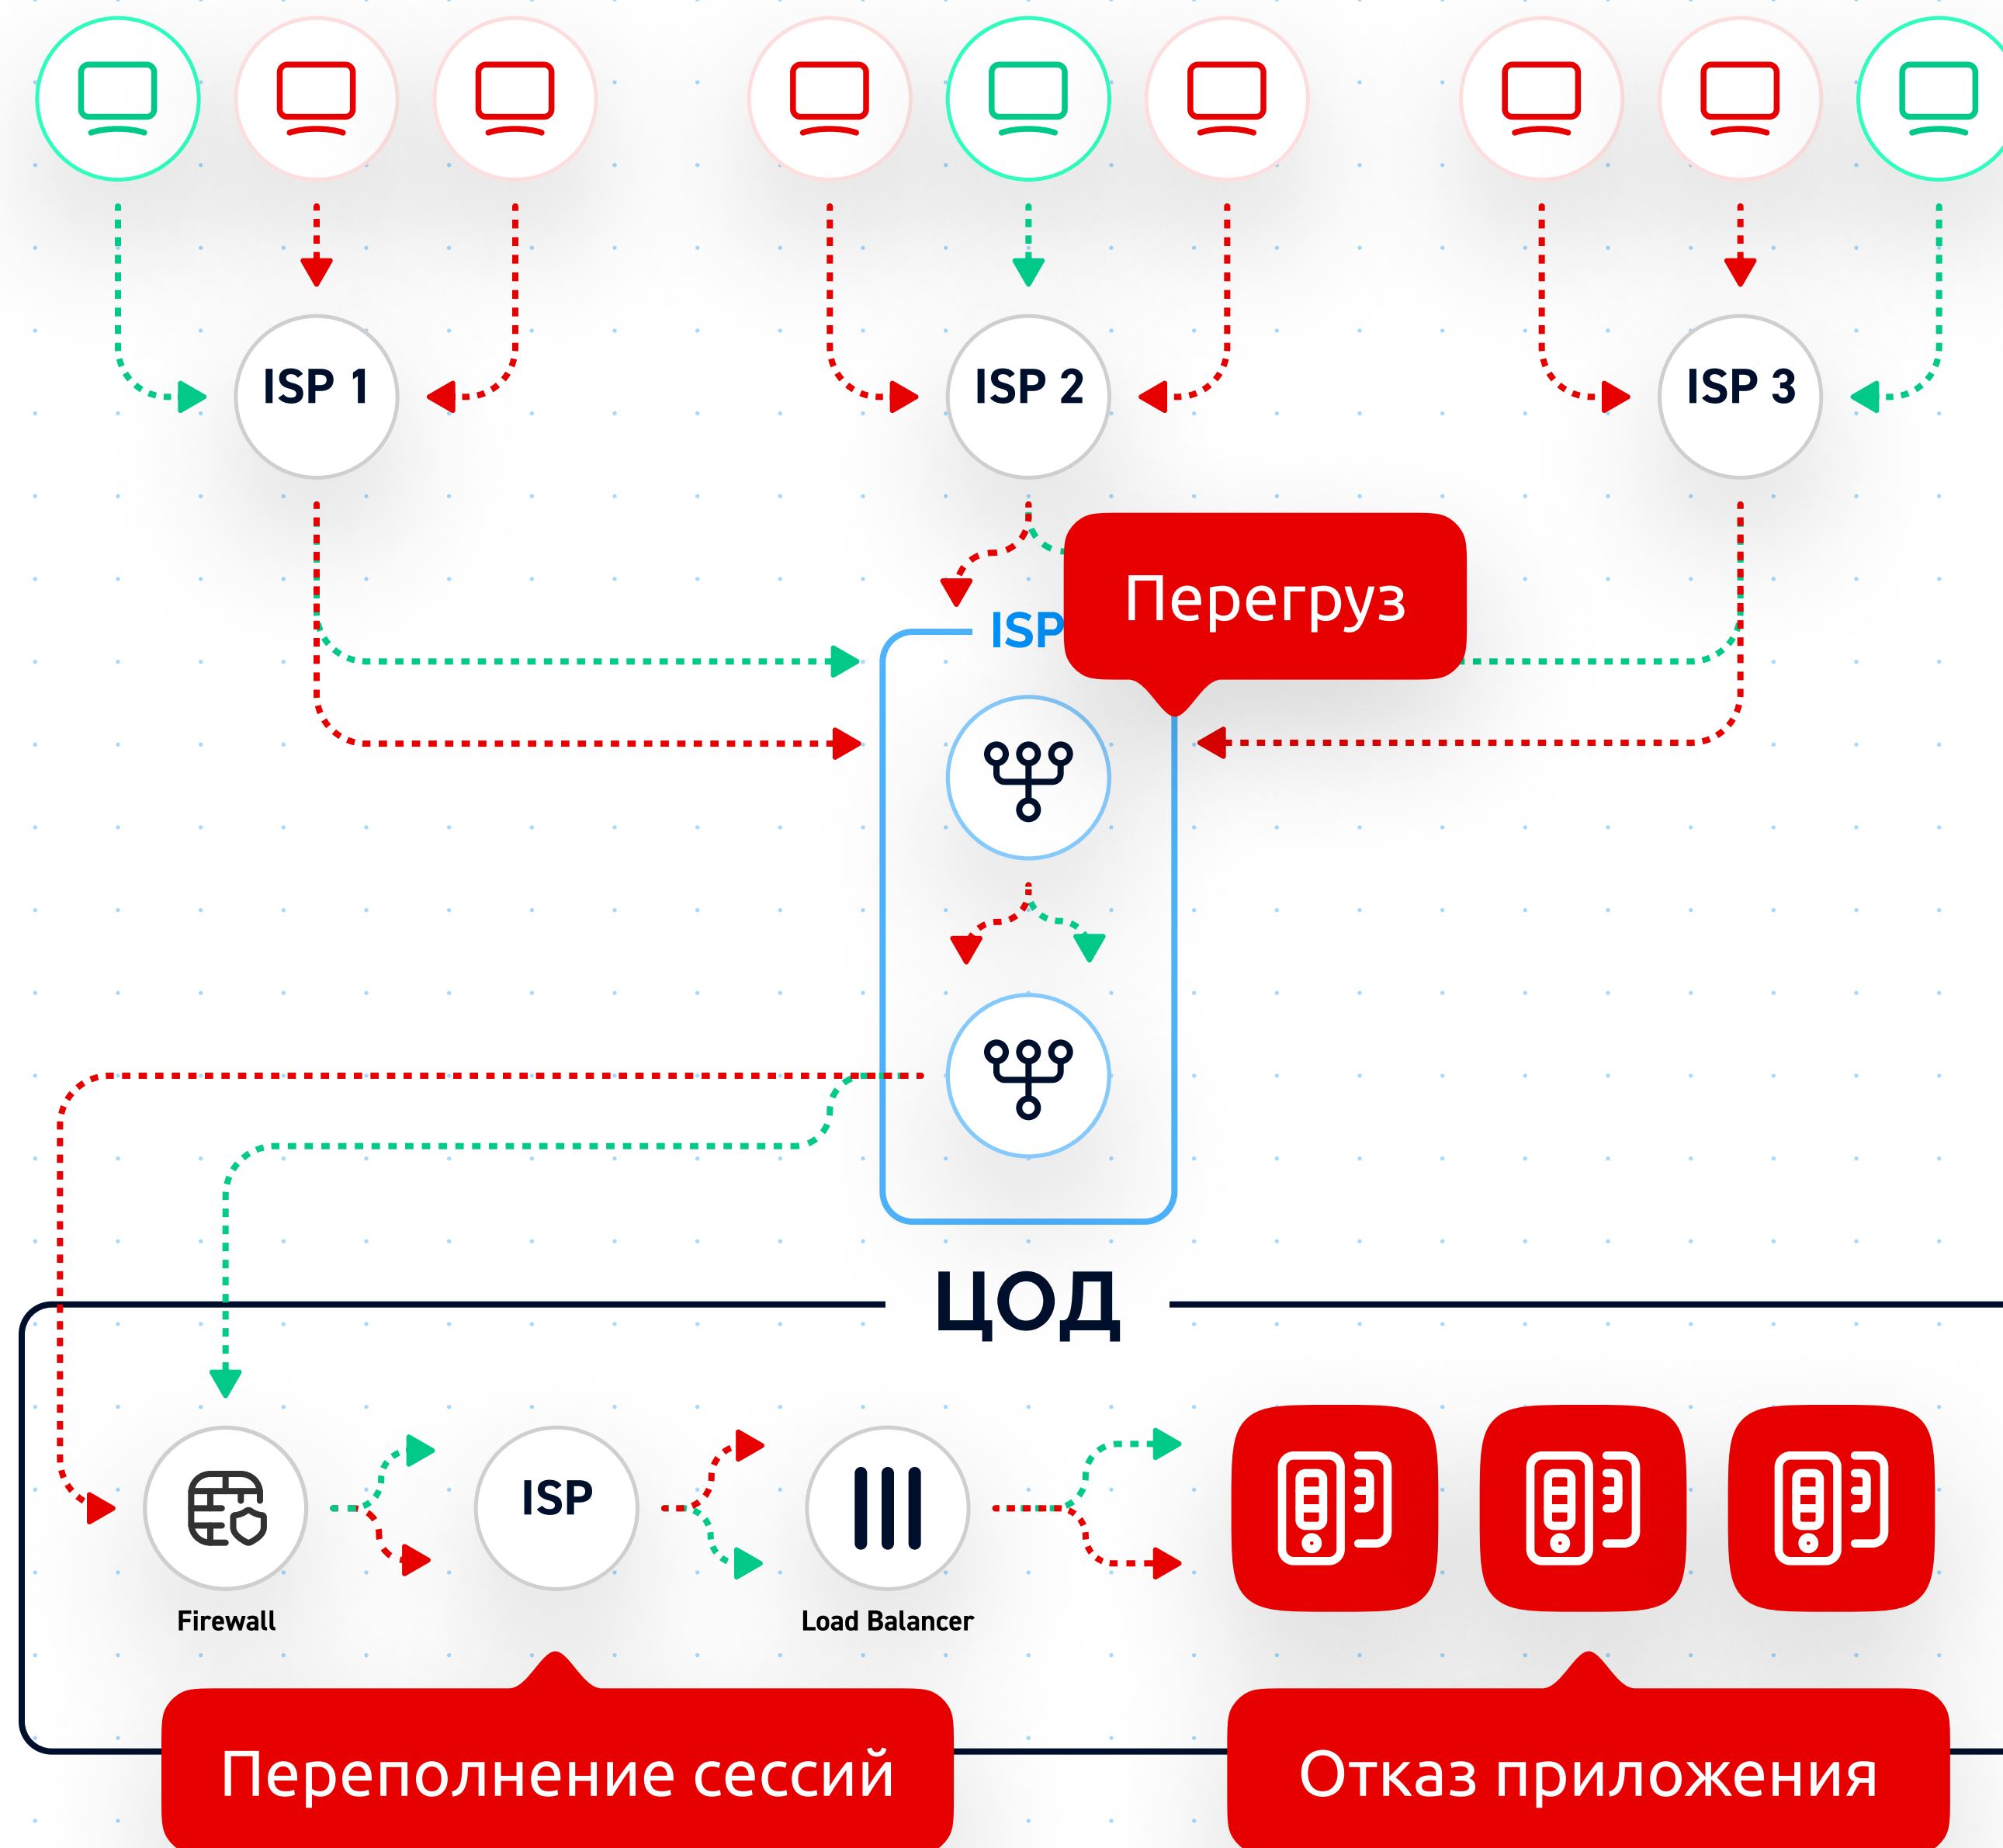 ISP 1
ISP 2
ISP 3
Перегруз
ISP
ЦОД
ISP
Firewall
Load Balancer
Переполнение сессий
Отказ приложения